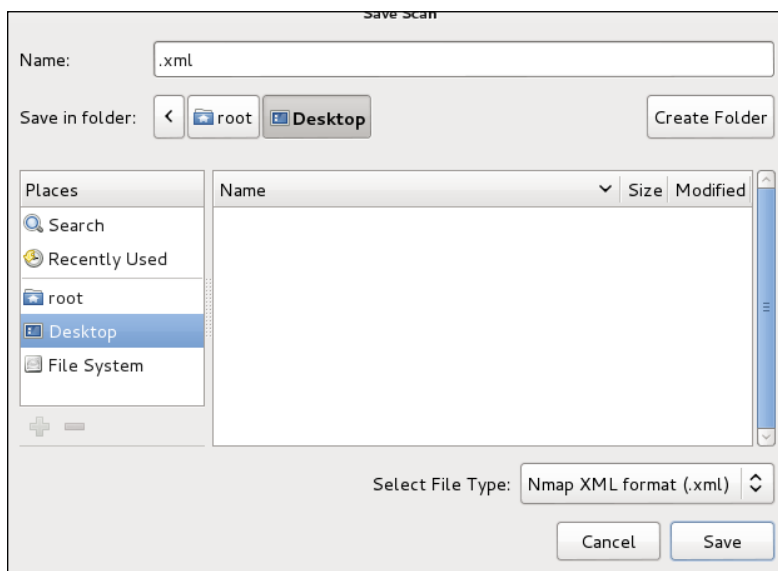 Save Scan
Name: .xml
Save in folder: < root Desktop Create Folder
Places Name Size Modified
Search
Recently Used
root
Desktop
File System
Select File Type: Nmap XML format (.xml)
Cancel Save